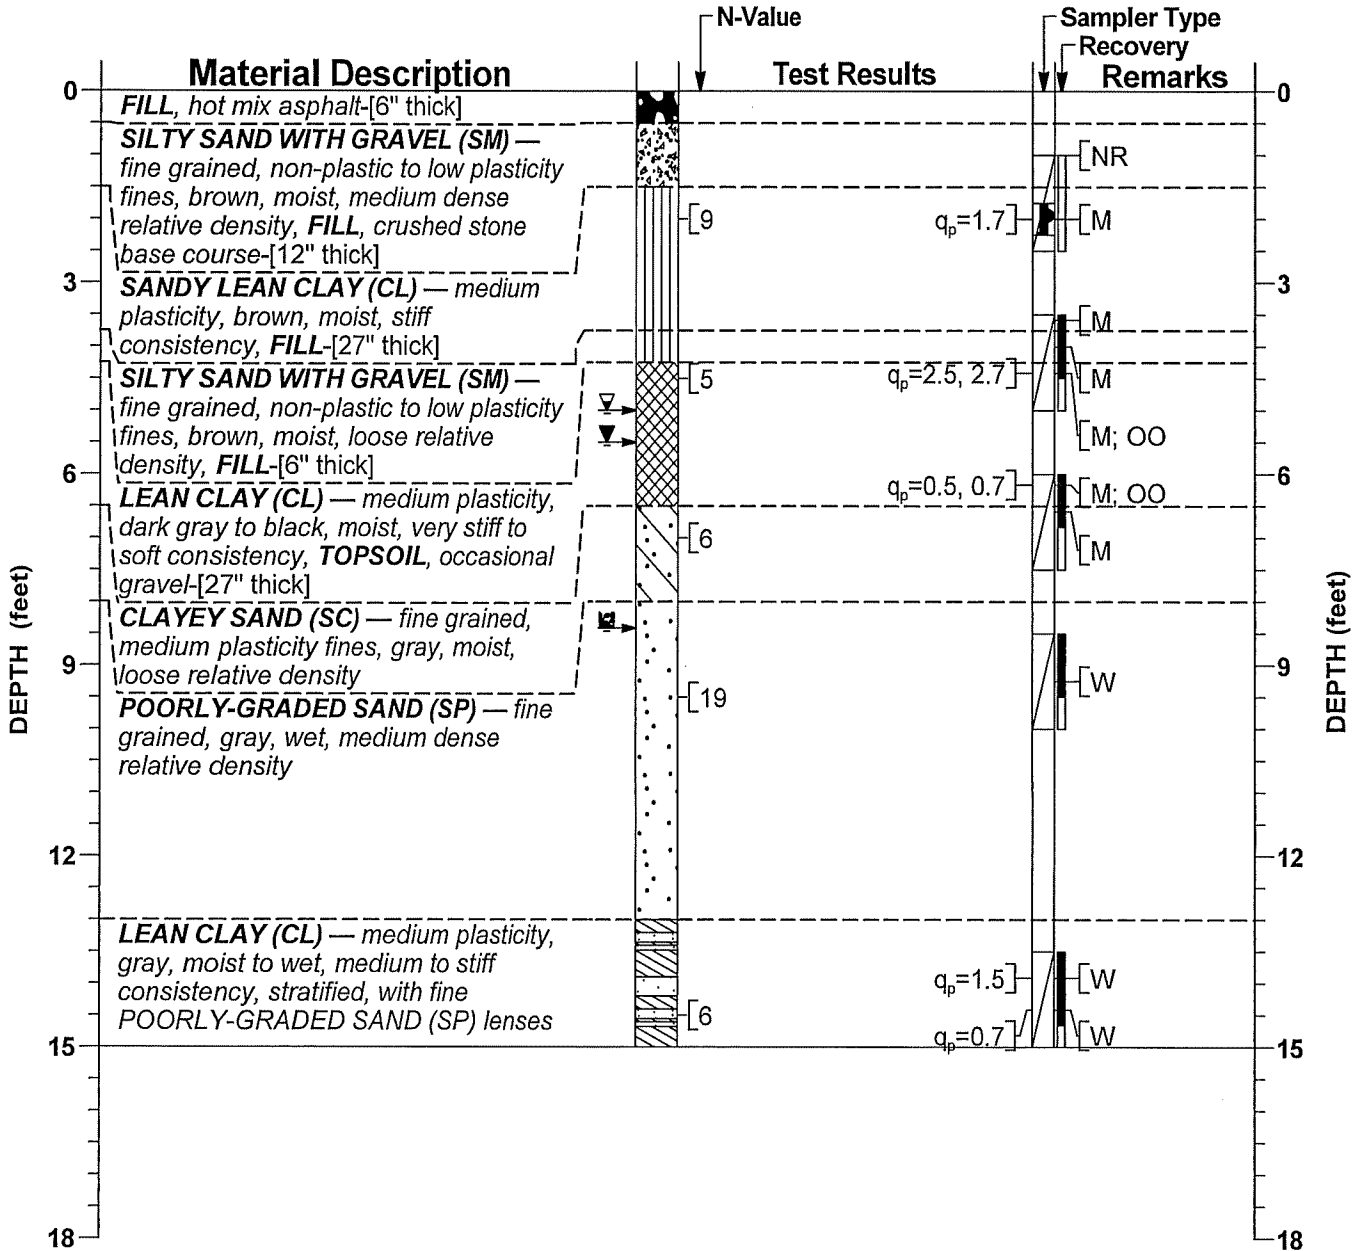 N-Value
Sampler Type
Recovery
Material Description
Test Results
Remarks
0
FILL, hot mix asphalt-[6" thick]
0
SILTY SAND WITH GRAVEL (SM) —
fine grained, non-plastic to low plasticity
fines, brown, moist, medium dense
relative density, FILL, crushed stone
base course-[12" thick]
[NR
[9
qp=1.7]
[M
3
SANDY LEAN CLAY (CL) — medium
plasticity, brown, moist, stiff
consistency, FILL-[27" thick]
3
[M
SILTY SAND WITH GRAVEL (SM) —
fine grained, non-plastic to low plasticity
fines, brown, moist, loose relative
density, FILL-[6" thick]
[5
qp=2.5, 2.7]
[M
[M; OO
6
6
LEAN CLAY (CL) — medium plasticity,
dark gray to black, moist, very stiff to
soft consistency, TOPSOIL, occasional
gravel-[27" thick]
qp=0.5, 0.7]
[M; OO
[6
[M
CLAYEY SAND (SC) — fine grained,
medium plasticity fines, gray, moist,
loose relative density
9
9
DEPTH (feet)
DEPTH (feet)
[W
POORLY-GRADED SAND (SP) — fine
grained, gray, wet, medium dense
relative density
[19
12
12
LEAN CLAY (CL) — medium plasticity,
gray, moist to wet, medium to stiff
consistency, stratified, with fine
POORLY-GRADED SAND (SP) lenses
qp=1.5]
[W
[6
qp=0.7]
[W
15
15
18
18